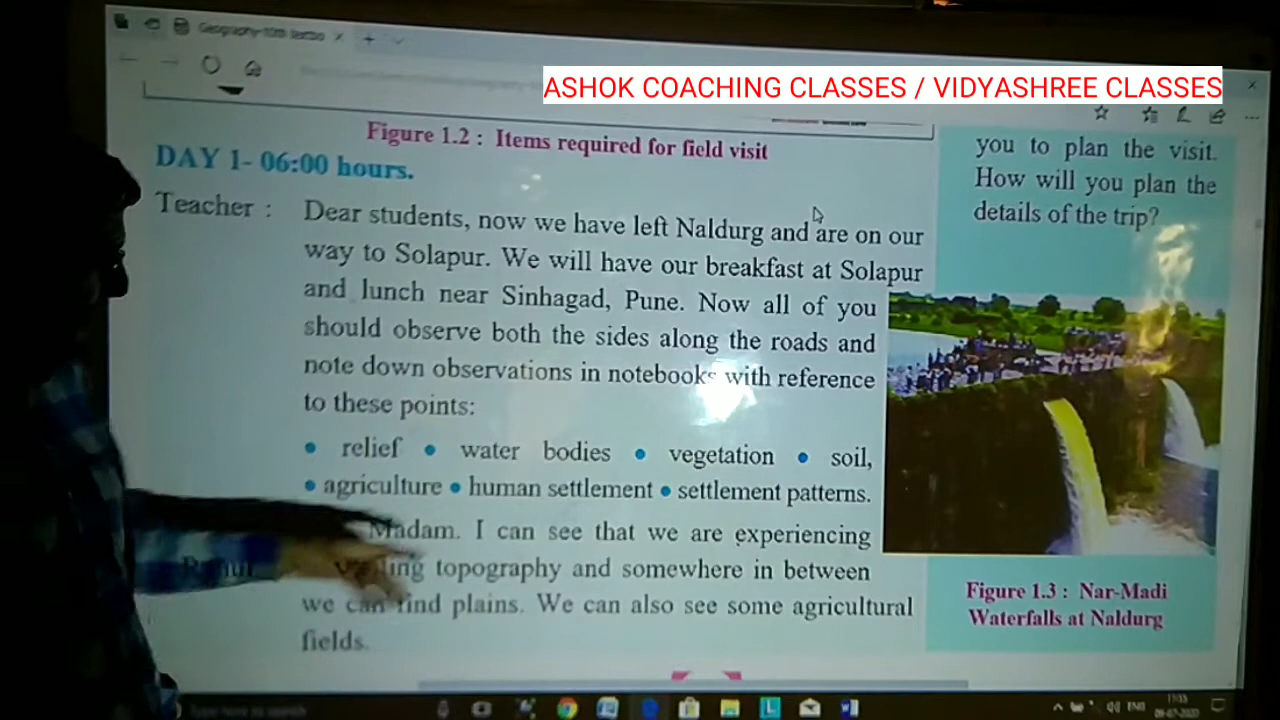 Geography-10th
ASHOK COACHING CLASSES / VIDYASHREE CLASSES
Figure 1.2 : Items required for field visit
DAY 1- 06:00 hours.
Teacher : Dear students, now we have left Naldurg and are on our
way to Solapur. We will have our breakfast at Solapur
and lunch near Sinhagad, Pune. Now all of you
should observe both the sides along the roads and
note down observations in notebooks with reference
to these points:
• relief • water bodies • vegetation • soil,
• agriculture • human settlement • settlement patterns.
Madam. I can see that we are experiencing
topography and somewhere in between
we can find plains. We can also see some agricultural
fields.
you to plan the visit.
How will you plan the
details of the trip?
Figure 1.3 : Nar-Madi
Waterfalls at Naldurg
ENG